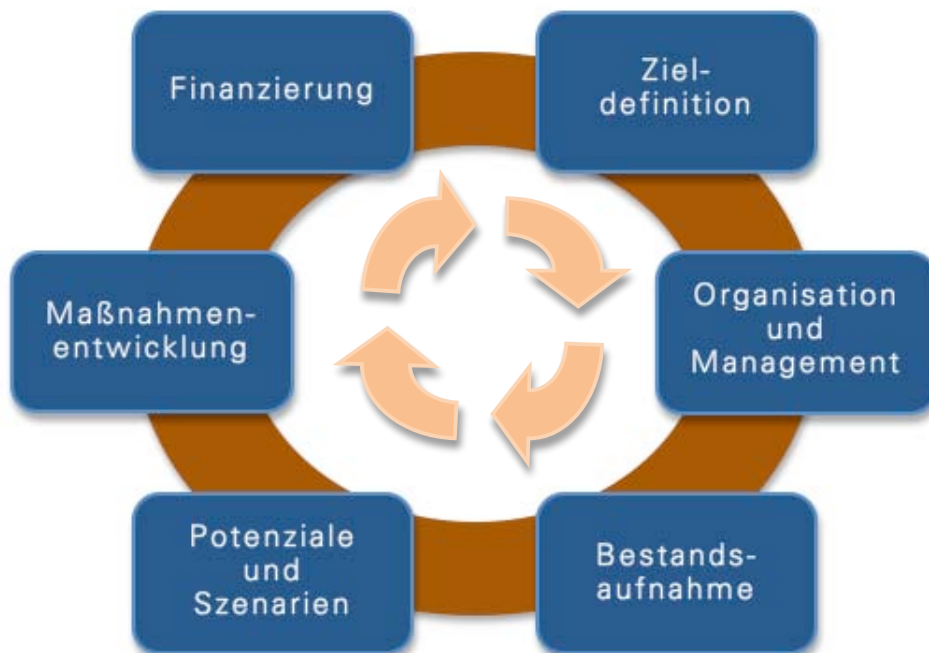 Finanzierung
Ziel-
definition
Maßnahmen-
entwicklung
Organisation
und
Management
Potenziale
und
Szenarien
Bestands-
aufnahme